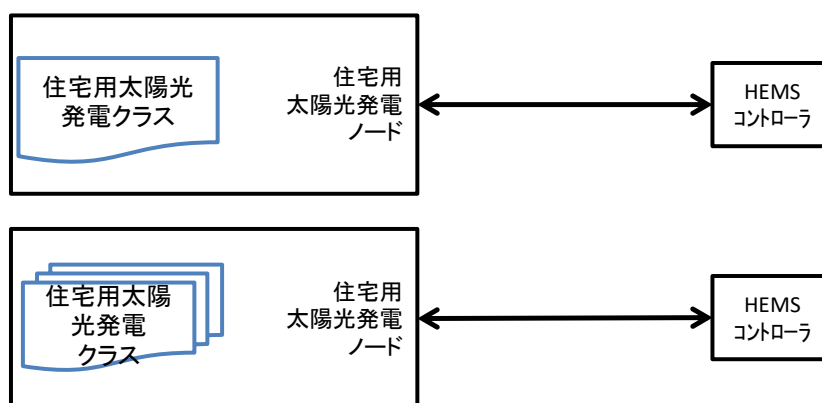 住宅用太陽光
発電クラス
住宅用
太陽光発電
ノード
HEMS
コントローラ
住宅用太陽
光発電
クラス
住宅用
太陽光発電
ノード
HEMS
コントローラ